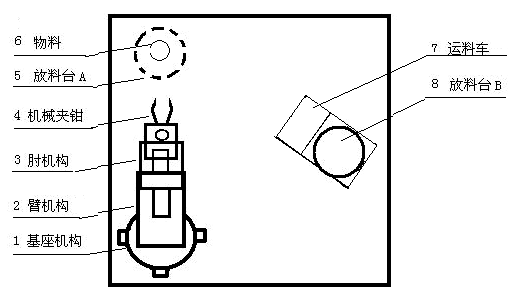 6 物料
5 放料台A
4 机械夹钳
3 肘机构
2 臂机构
1 基座机构
7 运料车
8 放料台B